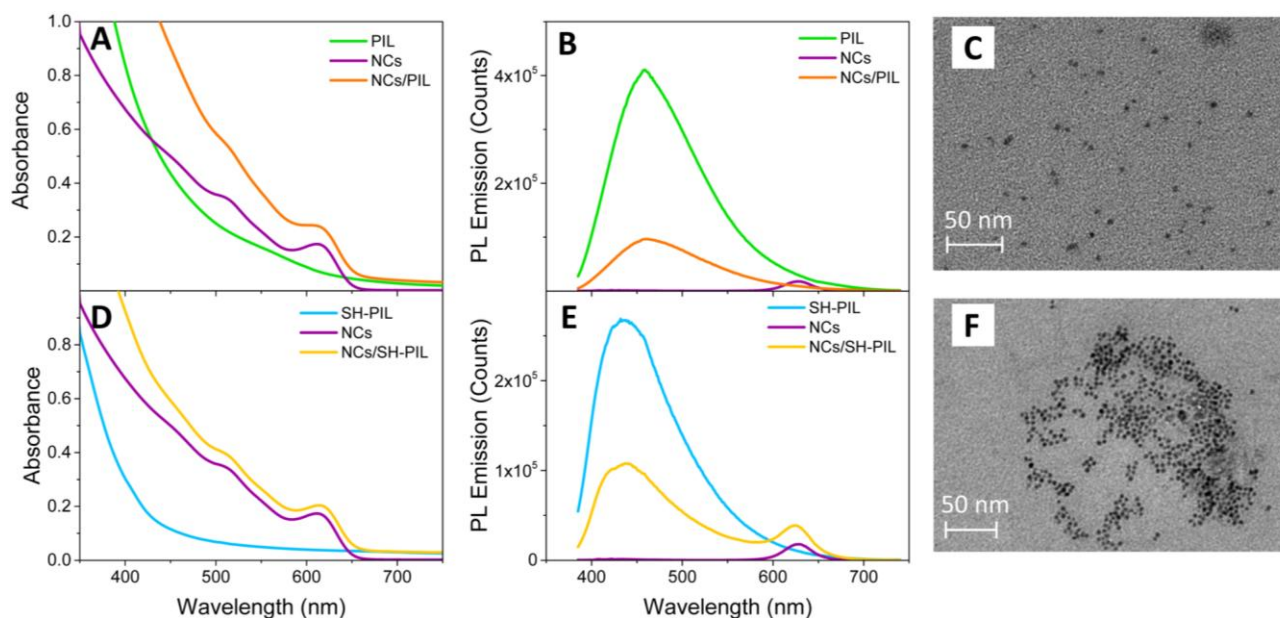 A
PIL
NCs
NCs/PIL
Absorbance
1.0
0.8
0.6
0.4
0.2
B
PIL
NCs
NCs/PIL
PL Emission (Counts)
4x10⁵
2x10⁵
C
50 nm
D
SH-PIL
NCs
NCs/SH-PIL
Absorbance
0.8
0.6
0.4
0.2
0.0
400 500 600 700
Wavelength (nm)
E
SH-PIL
NCs
NCs/SH-PIL
PL Emission (Counts)
2x10⁵
1x10⁵
0
400 500 600 700
Wavelength (nm)
F
50 nm